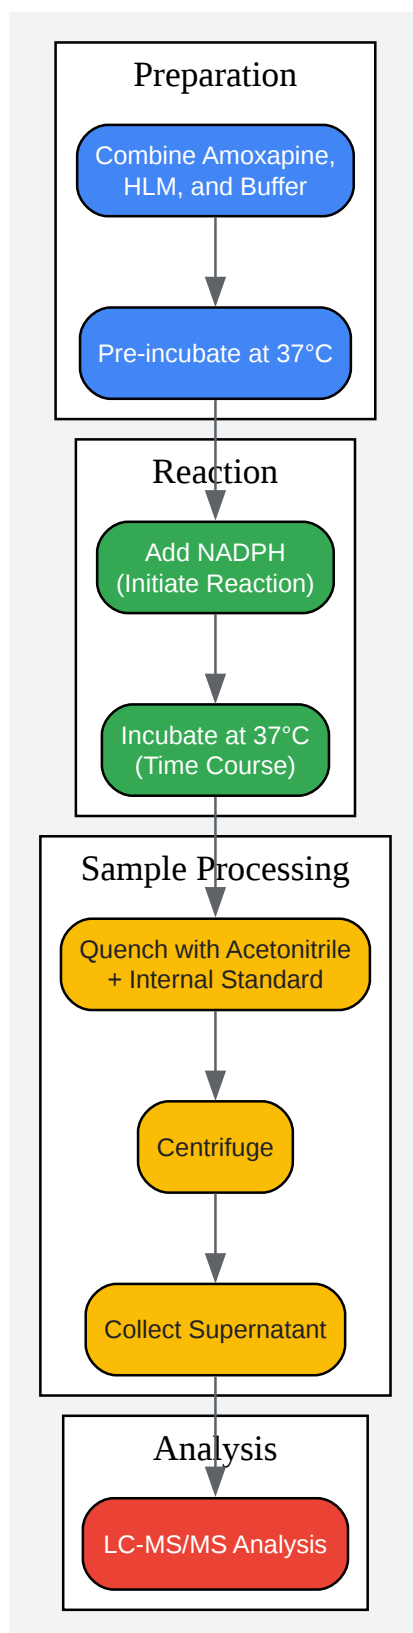 Preparation
Combine Amoxapine,
HLM, and Buffer
Pre-incubate at 37°C
Reaction
Add NADPH
(Initiate Reaction)
Incubate at 37°C
(Time Course)
Sample Processing
Quench with Acetonitrile
+ Internal Standard
Centrifuge
Collect Supernatant
Analysis
LC-MS/MS Analysis